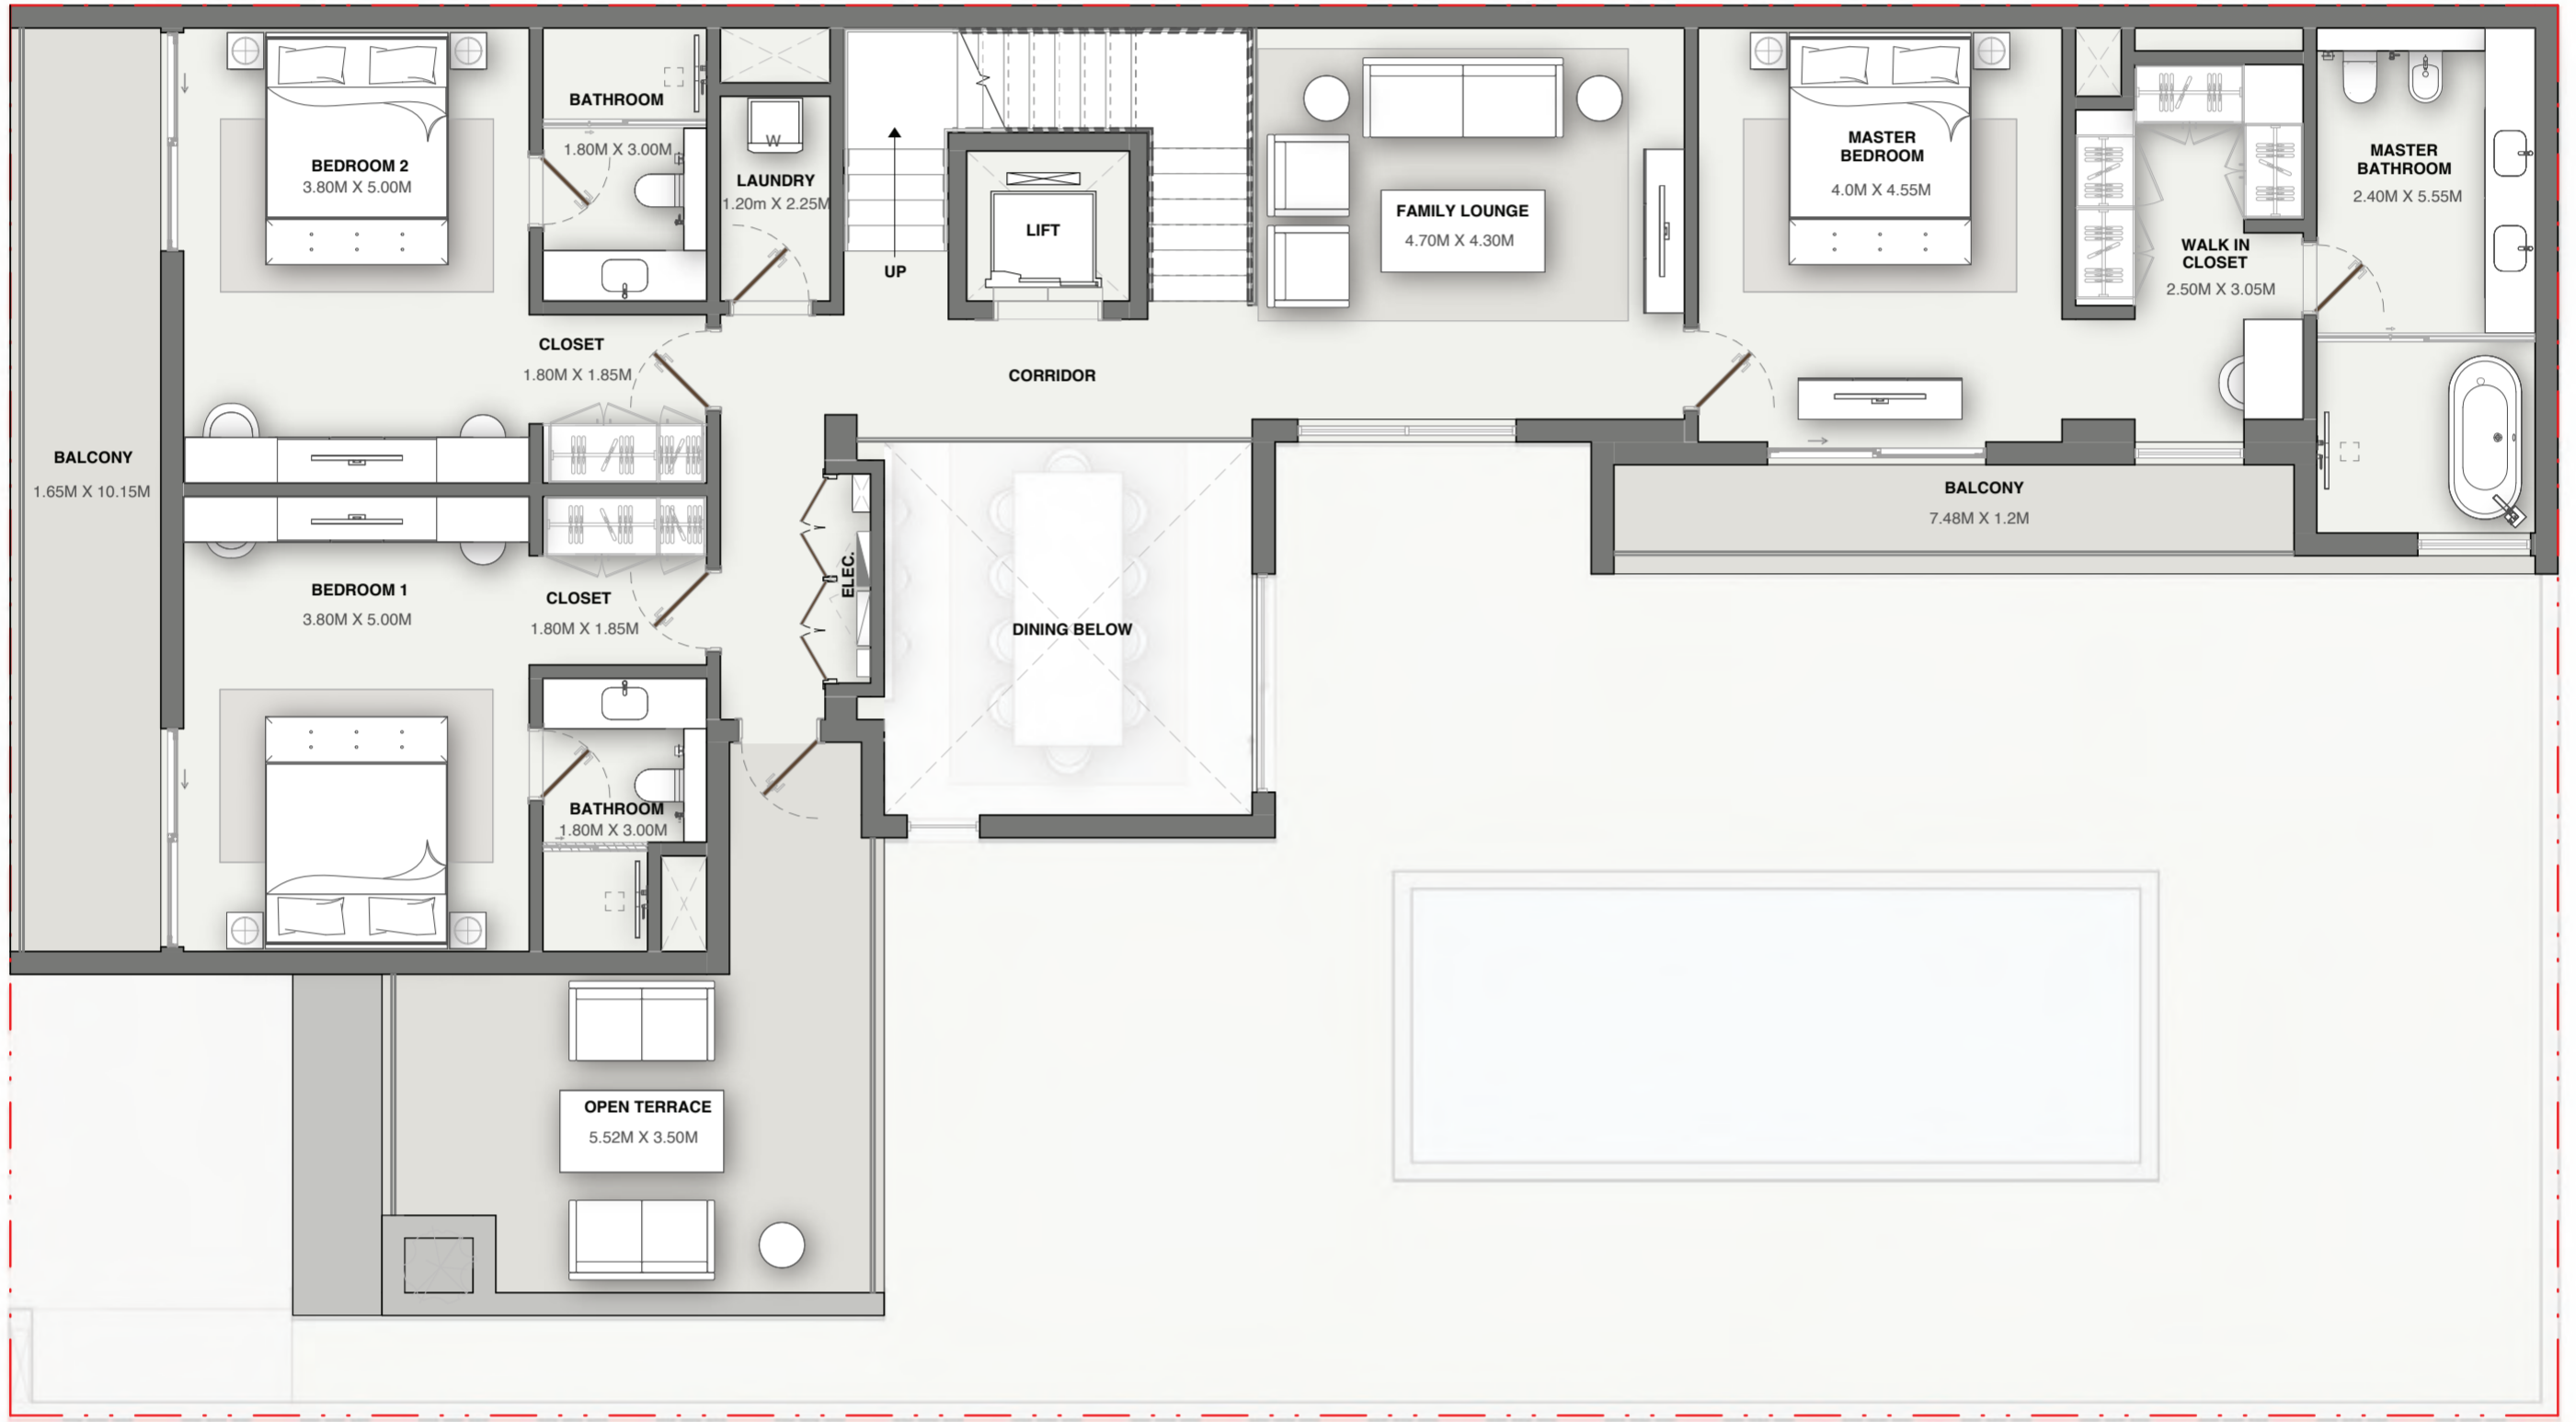 BATHROOM
1.80M X 3.00M
BEDROOM 2
3.80M X 5.00M
W
LAUNDRY
1.20m X 2.25M
LIFT
UP
FAMILY LOUNGE
4.70M X 4.30M
MASTER
BEDROOM
4.0M X 4.55M
WALK IN
CLOSET
2.50M X 3.05M
MASTER
BATHROOM
2.40M X 5.55M
CLOSET
1.80M X 1.85M
CORRIDOR
BALCONY
1.65M X 10.15M
BALCONY
7.48M X 1.2M
ELEC.
BEDROOM 1
3.80M X 5.00M
CLOSET
1.80M X 1.85M
DINING BELOW
BATHROOM
1.80M X 3.00M
OPEN TERRACE
5.52M X 3.50M